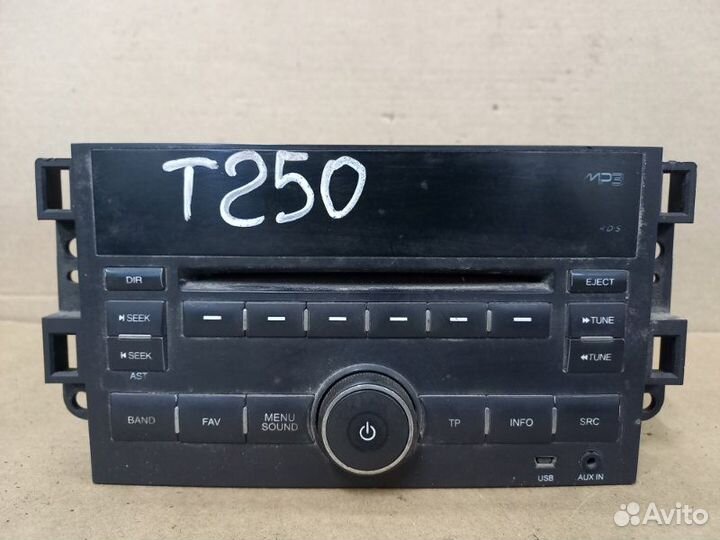 T250
MP3
RDS
DIR
EJECT
SEEK
TUNE
SEEK
TUNE
AST
BAND
FAV
MENU
SOUND
TP
INFO
SRC
USB
AUX IN
Avito